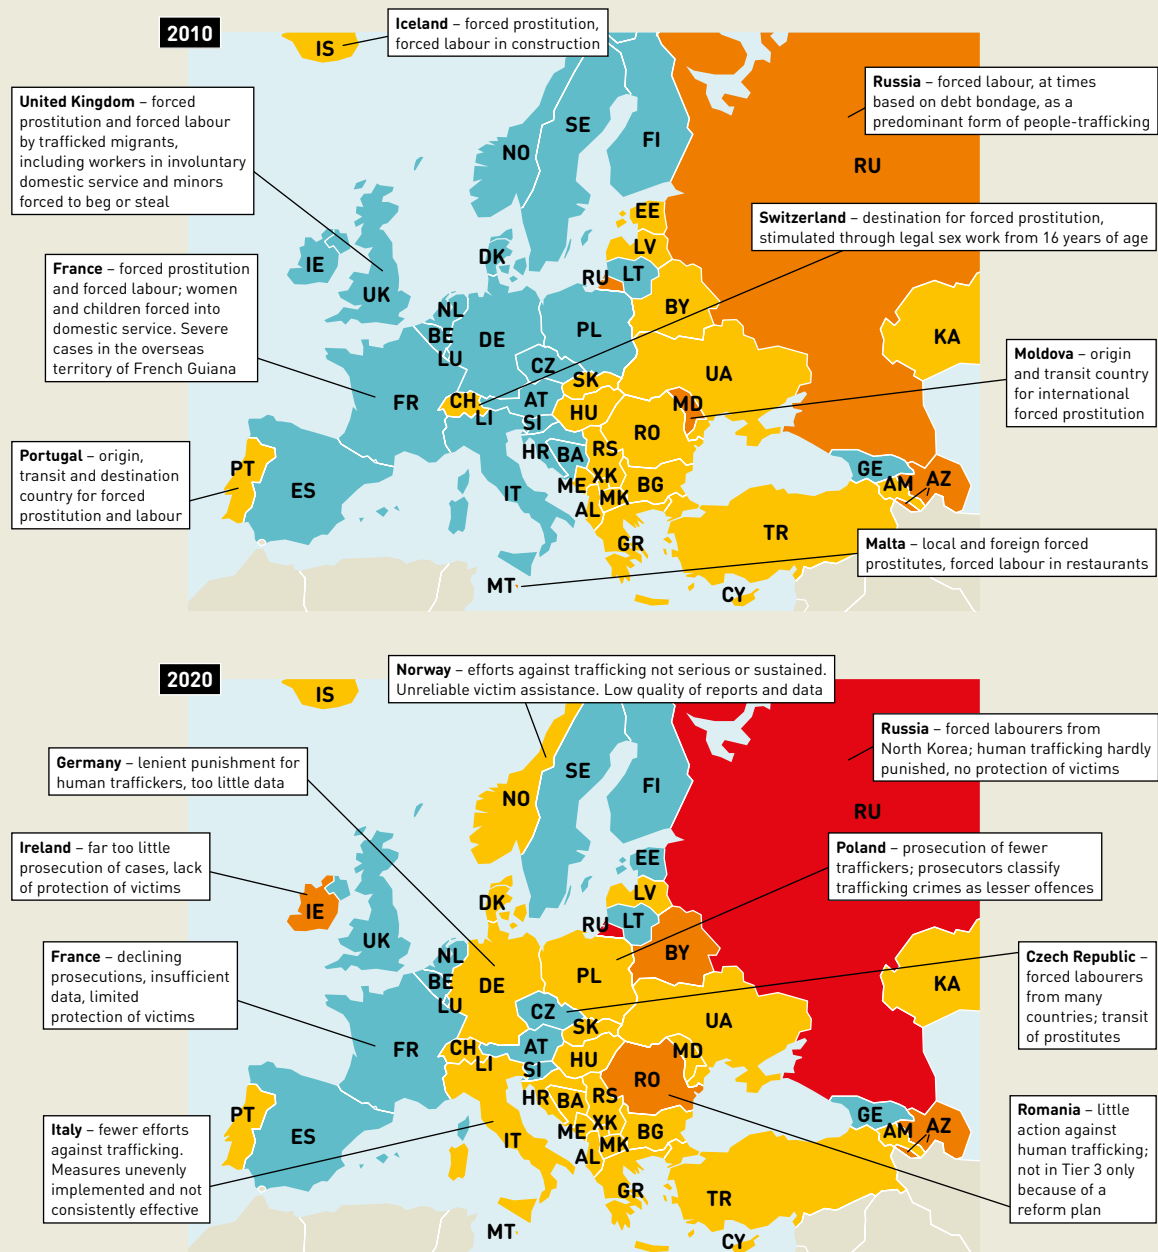 2010
Iceland – forced prostitution,
forced labour in construction
IS
United Kingdom – forced
prostitution and forced labour
by trafficked migrants,
including workers in involuntary
domestic service and minors
forced to beg or steal
Russia – forced labour, at times
based on debt bondage, as a
predominant form of people-trafficking
SE
NO
FI
RU
EE
Switzerland – destination for forced prostitution,
stimulated through legal sex work from 16 years of age
LV
DK
IE
RU
LT
France – forced prostitution
and forced labour; women
and children forced into
domestic service. Severe
cases in the overseas
territory of French Guiana
UK
NL
BY
BE
DE
PL
KA
LU
CZ
Moldova – origin
and transit country
for international
forced prostitution
SK
UA
FR
CH
AT
MD
LI
HU
SI
RO
HR
BA
RS
Portugal – origin,
transit and destination
country for forced
prostitution and labour
PT
ES
IT
ME
XK
MK
BG
AL
GE
AM
AZ
GR
TR
Malta – local and foreign forced
prostitutes, forced labour in restaurants
MT
CY
2020
Norway – efforts against trafficking not serious or sustained.
Unreliable victim assistance. Low quality of reports and data
IS
Russia – forced labourers from
North Korea; human trafficking hardly
punished, no protection of victims
Germany – lenient punishment for
human traffickers, too little data
SE
NO
FI
RU
Ireland – far too little
prosecution of cases, lack
of protection of victims
Poland – prosecution of fewer
traffickers; prosecutors classify
trafficking crimes as lesser offences
EE
LV
DK
IE
RU
LT
UK
France – declining
prosecutions, insufficient
data, limited
protection of victims
NL
BY
BE
DE
PL
KA
Czech Republic –
forced labourers
from many
countries; transit
of prostitutes
LU
CZ
SK
UA
FR
CH
AT
MD
LI
HU
SI
RO
HR
BA
RS
PT
ES
Italy – fewer efforts
against trafficking.
Measures unevenly
implemented and not
consistently effective
IT
ME
XK
MK
BG
AL
GE
AM
AZ
Romania – little
action against
human trafficking;
not in Tier 3 only
because of a
reform plan
GR
TR
MT
CY